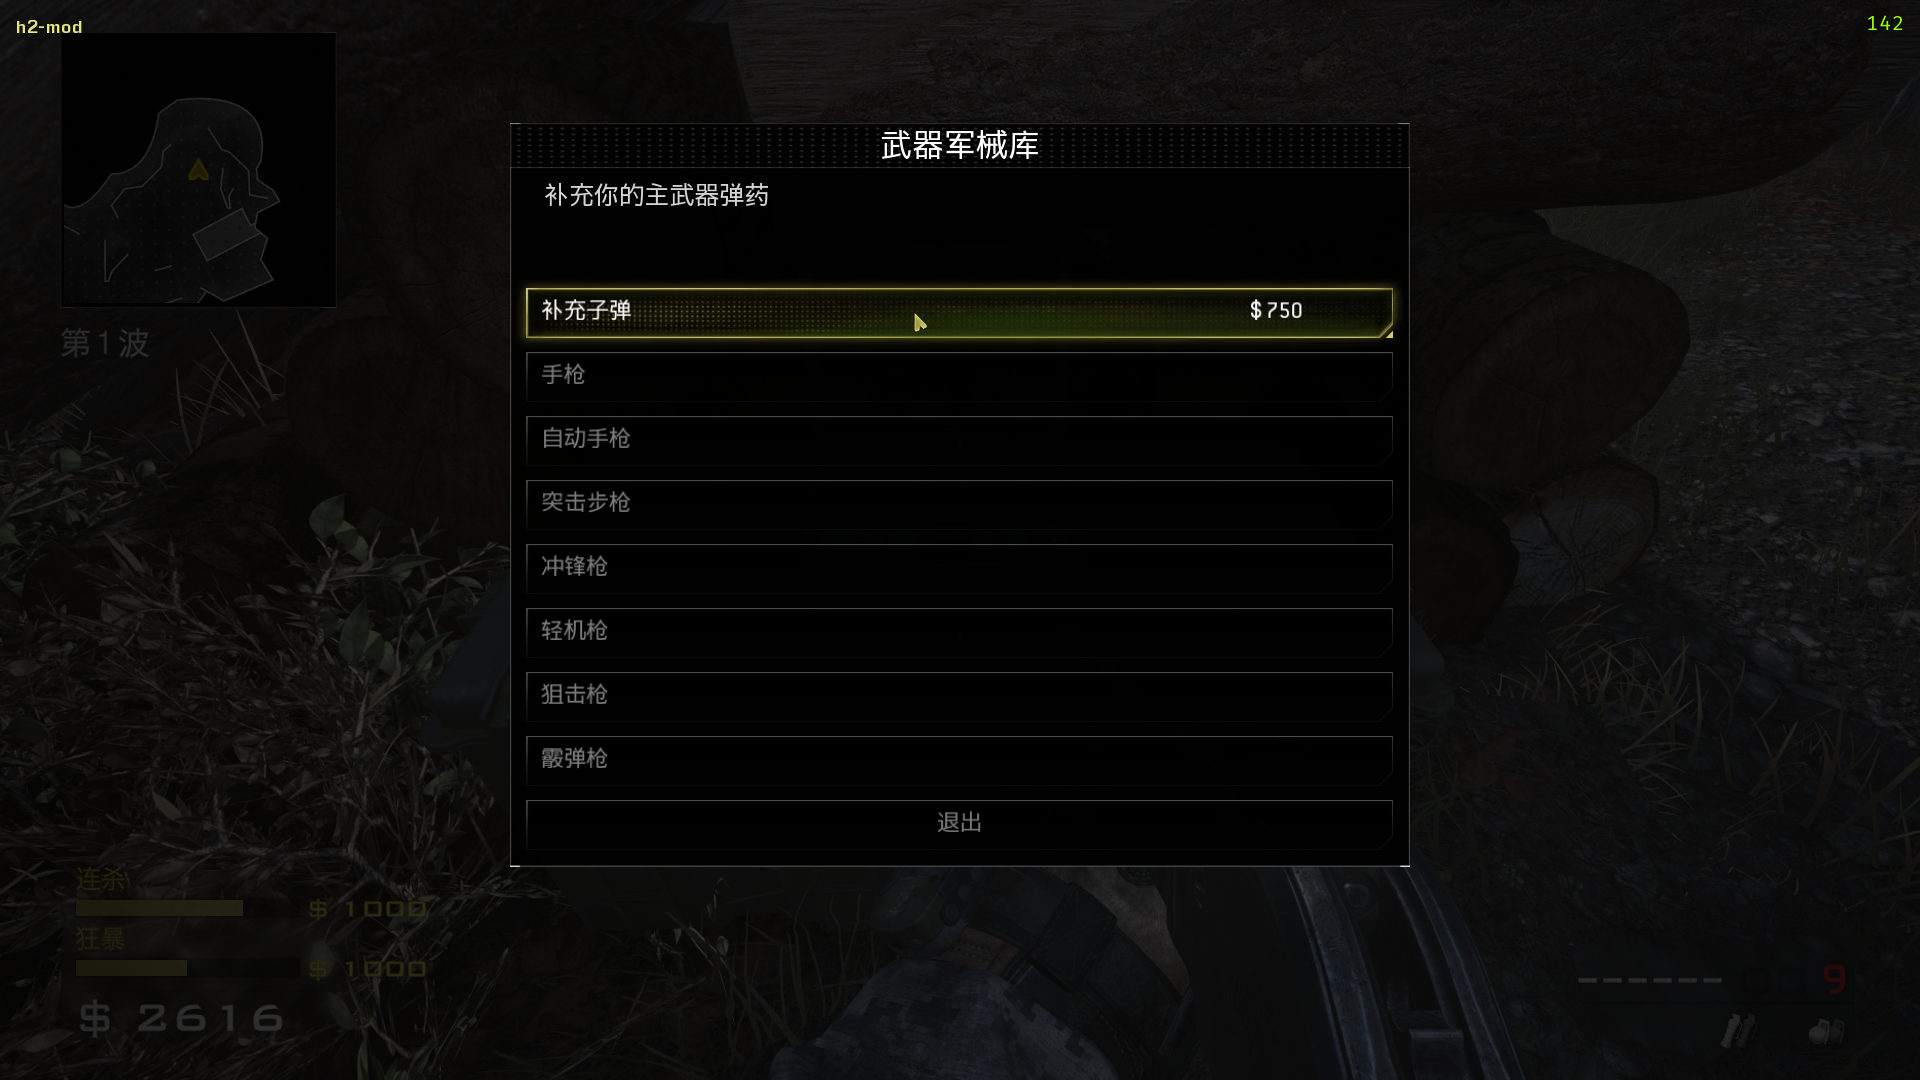 h2-mod
142
武器军械库
补充你的主武器弹药
补充子弹 $750
第1波
手枪
自动手枪
突击步枪
冲锋枪
轻机枪
狙击枪
霰弹枪
退出
连杀
$ 1000
狂暴
$ 1000
$ 2616
9